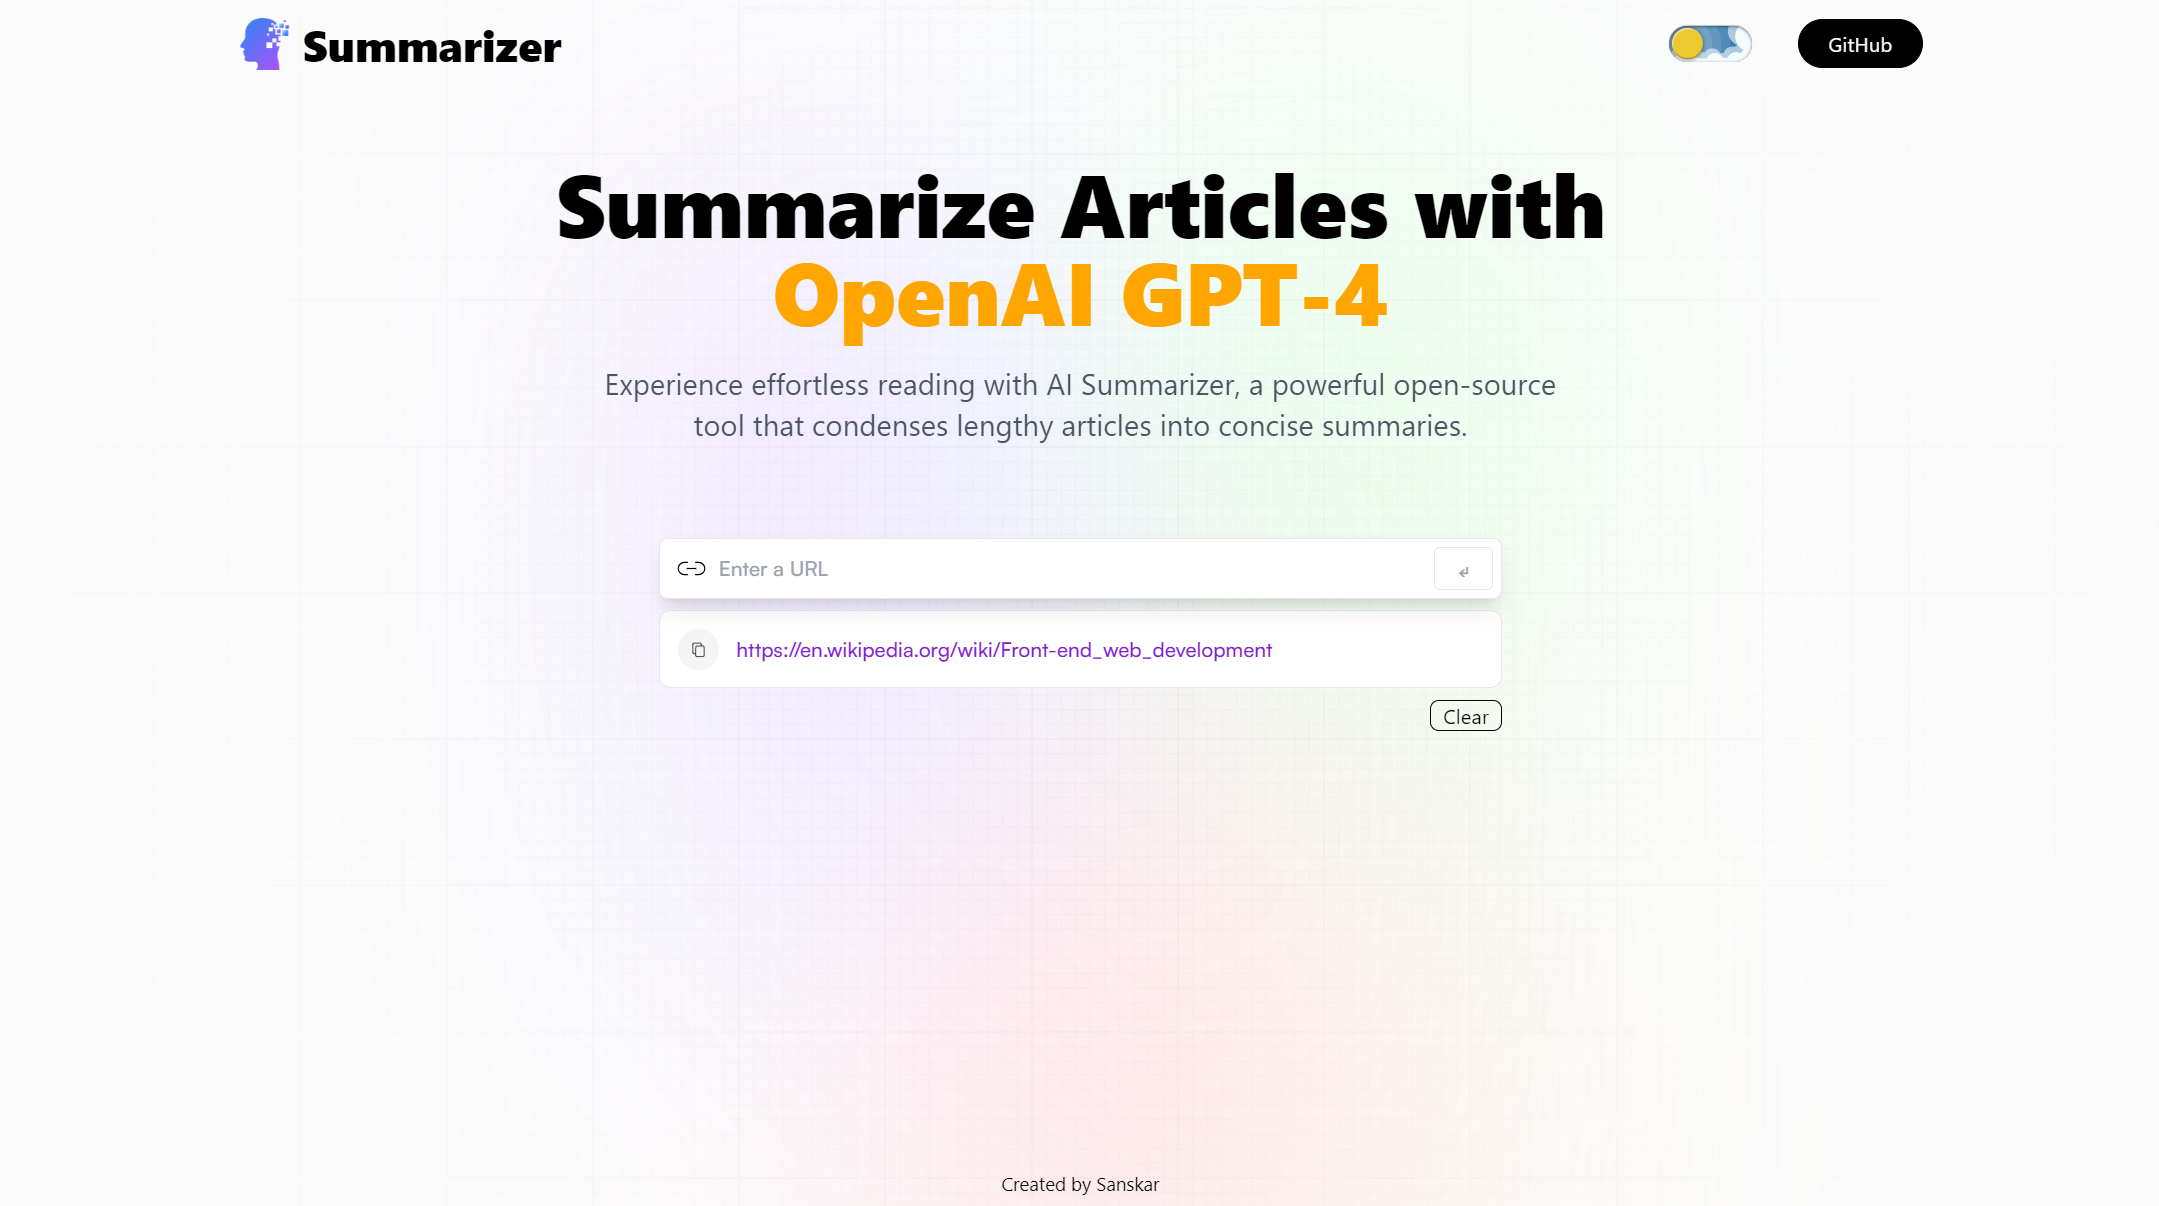 Summarizer
GitHub
Summarize Articles with
OpenAI GPT-4
Experience effortless reading with AI Summarizer, a powerful open-source
tool that condenses lengthy articles into concise summaries.
Enter a URL
↵
https://en.wikipedia.org/wiki/Front-end_web_development
Clear
Created by Sanskar